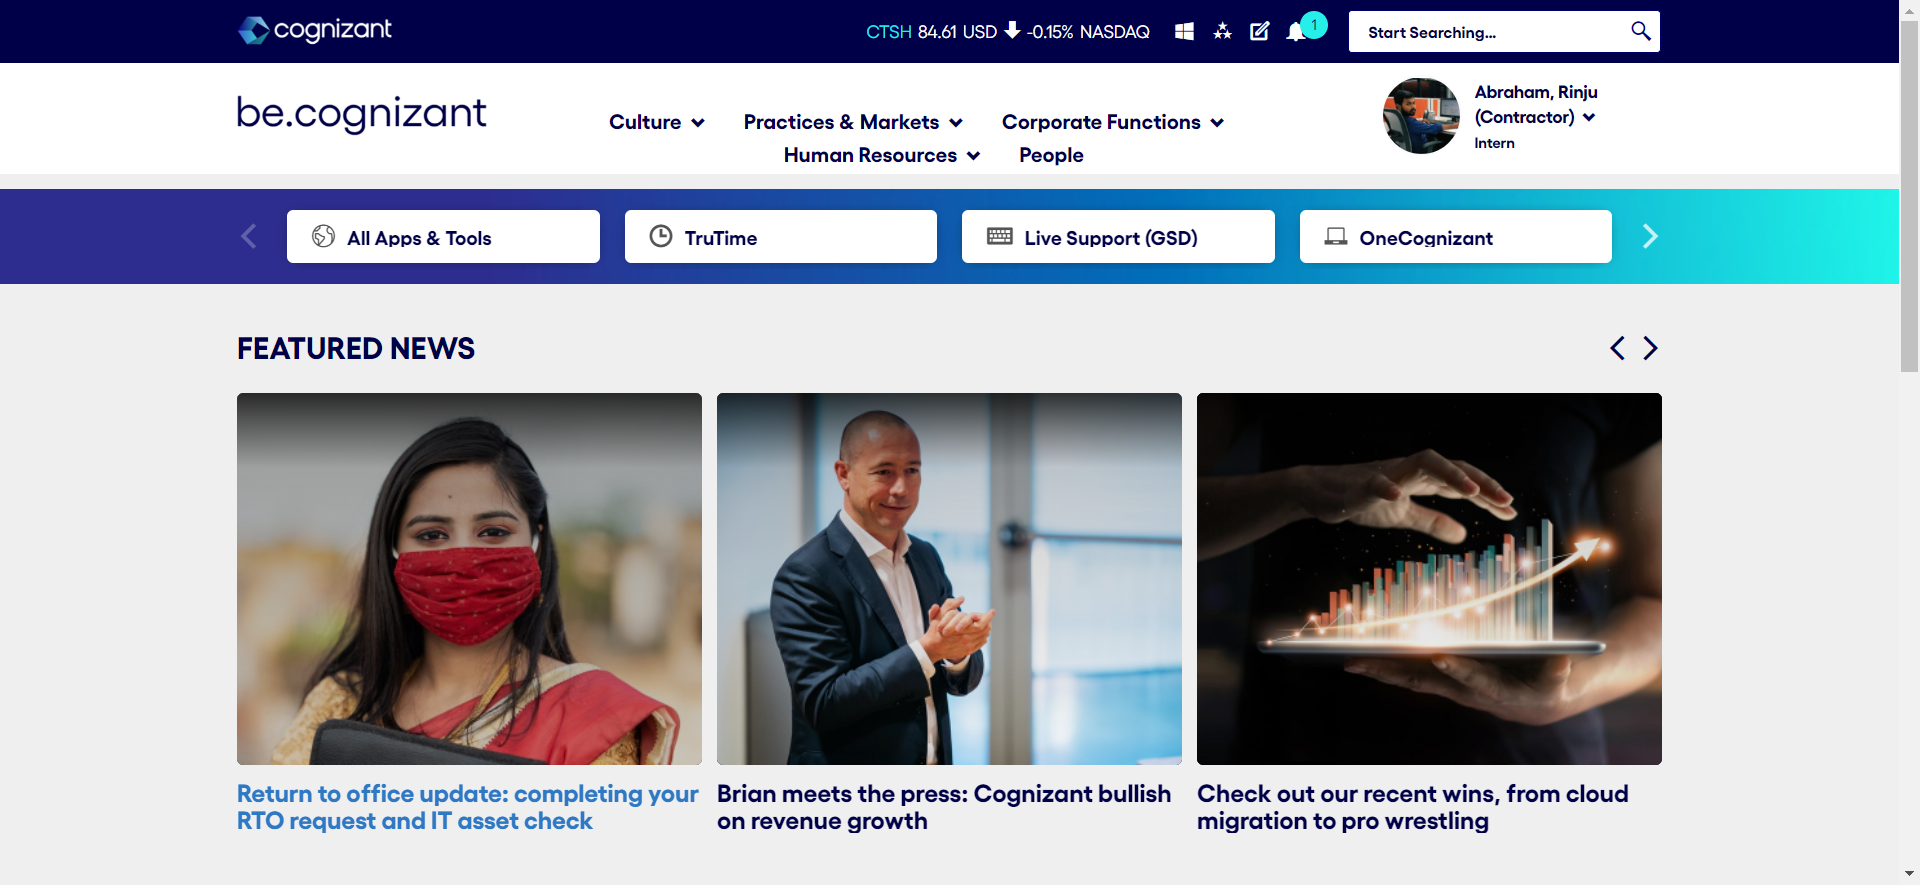 cognizant
CTSH 84.61 USD -0.15% NASDAQ
1
Start Searching...
be.cognizant
Culture
Practices & Markets
Corporate Functions
Human Resources
People
Abraham, Rinju
(Contractor)
Intern
All Apps & Tools
TruTime
Live Support (GSD)
OneCognizant
FEATURED NEWS
Return to office update: completing your
RTO request and IT asset check
Brian meets the press: Cognizant bullish
on revenue growth
Check out our recent wins, from cloud
migration to pro wrestling